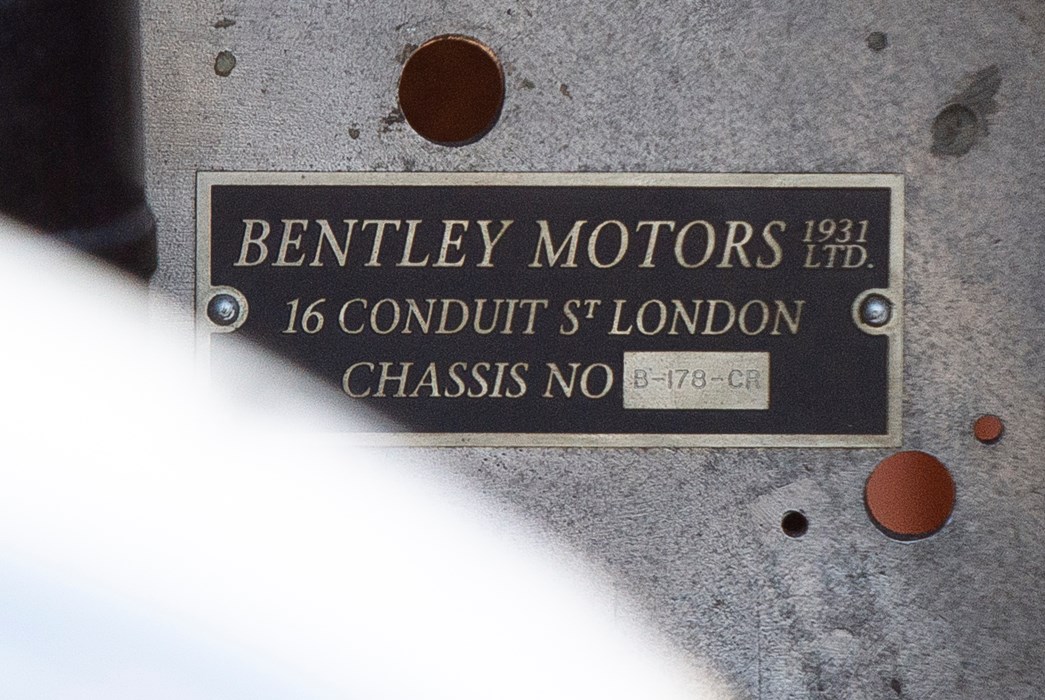 BENTLEY MOTORS 1931 LTD.
16 CONDUIT ST LONDON
CHASSIS NO B-178-CR